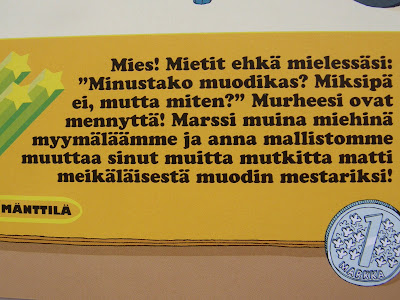 Mies! Mietit ehkä mielessäsi:
”Minustako muodikas? Miksipä
ei, mutta miten?” Murheesi ovat
mennyttä! Marssi muina miehinä
myymäläämme ja anna mallistomme
muuttaa sinut muitta mutkitta matti
meikäläisestä muodin mestariksi!
MÄNTTILÄ
1
MARKKA